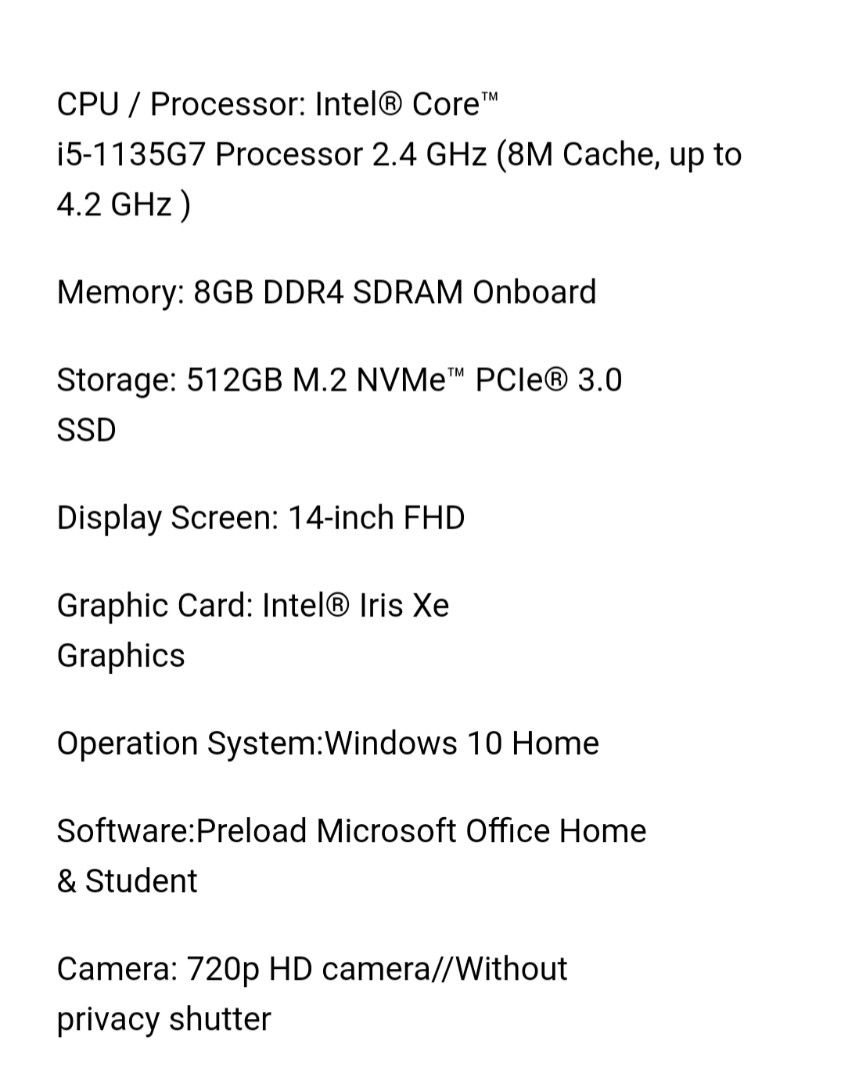 CPU / Processor: Intel® Core™
i5-1135G7 Processor 2.4 GHz (8M Cache, up to
4.2 GHz )
Memory: 8GB DDR4 SDRAM Onboard
Storage: 512GB M.2 NVMe™ PCIe® 3.0
SSD
Display Screen: 14-inch FHD
Graphic Card: Intel® Iris Xe
Graphics
Operation System:Windows 10 Home
Software:Preload Microsoft Office Home
& Student
Camera: 720p HD camera//Without
privacy shutter